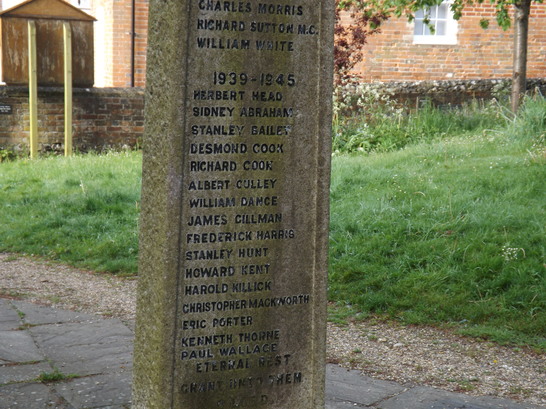 CHARLES MORRIS
RICHARD SUTTON M.C.
WILLIAM WHITE
1939-1945
HERBERT HEAD
SIDNEY ABRAHAMS
STANLEY BAILEY
DESMOND COOK
RICHARD COOK
ALBERT CULLEY
WILLIAM DANCE
JAMES GILLMAN
FREDERICK HARRIS
STANLEY HUNT
HOWARD KENT
HAROLD KILLICK
CHRISTOPHER MACKWORTH
ERIC PORTER
KENNETH THORNE
PAUL WALLACE
ETERNAL REST
GRANT UNTO THEM